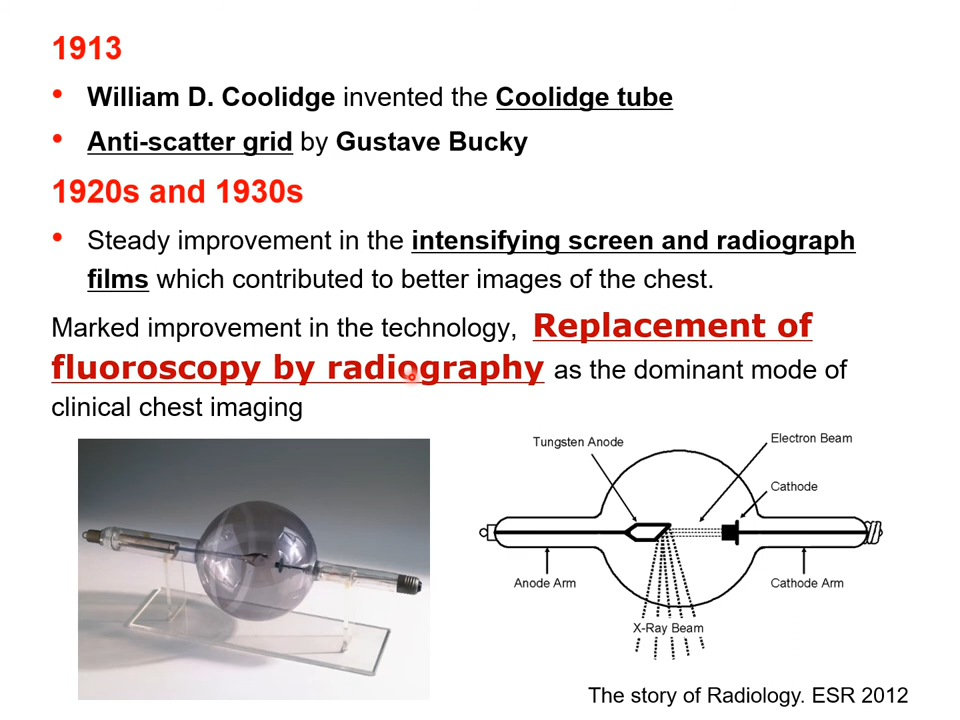 1913
• William D. Coolidge invented the Coolidge tube
• Anti-scatter grid by Gustave Bucky
1920s and 1930s
• Steady improvement in the intensifying screen and radiograph
films which contributed to better images of the chest.
Marked improvement in the technology, Replacement of
fluoroscopy by radiography as the dominant mode of
clinical chest imaging
Tungsten Anode
Electron Beam
Cathode
Anode Arm
Cathode Arm
X-Ray Beam
The story of Radiology. ESR 2012